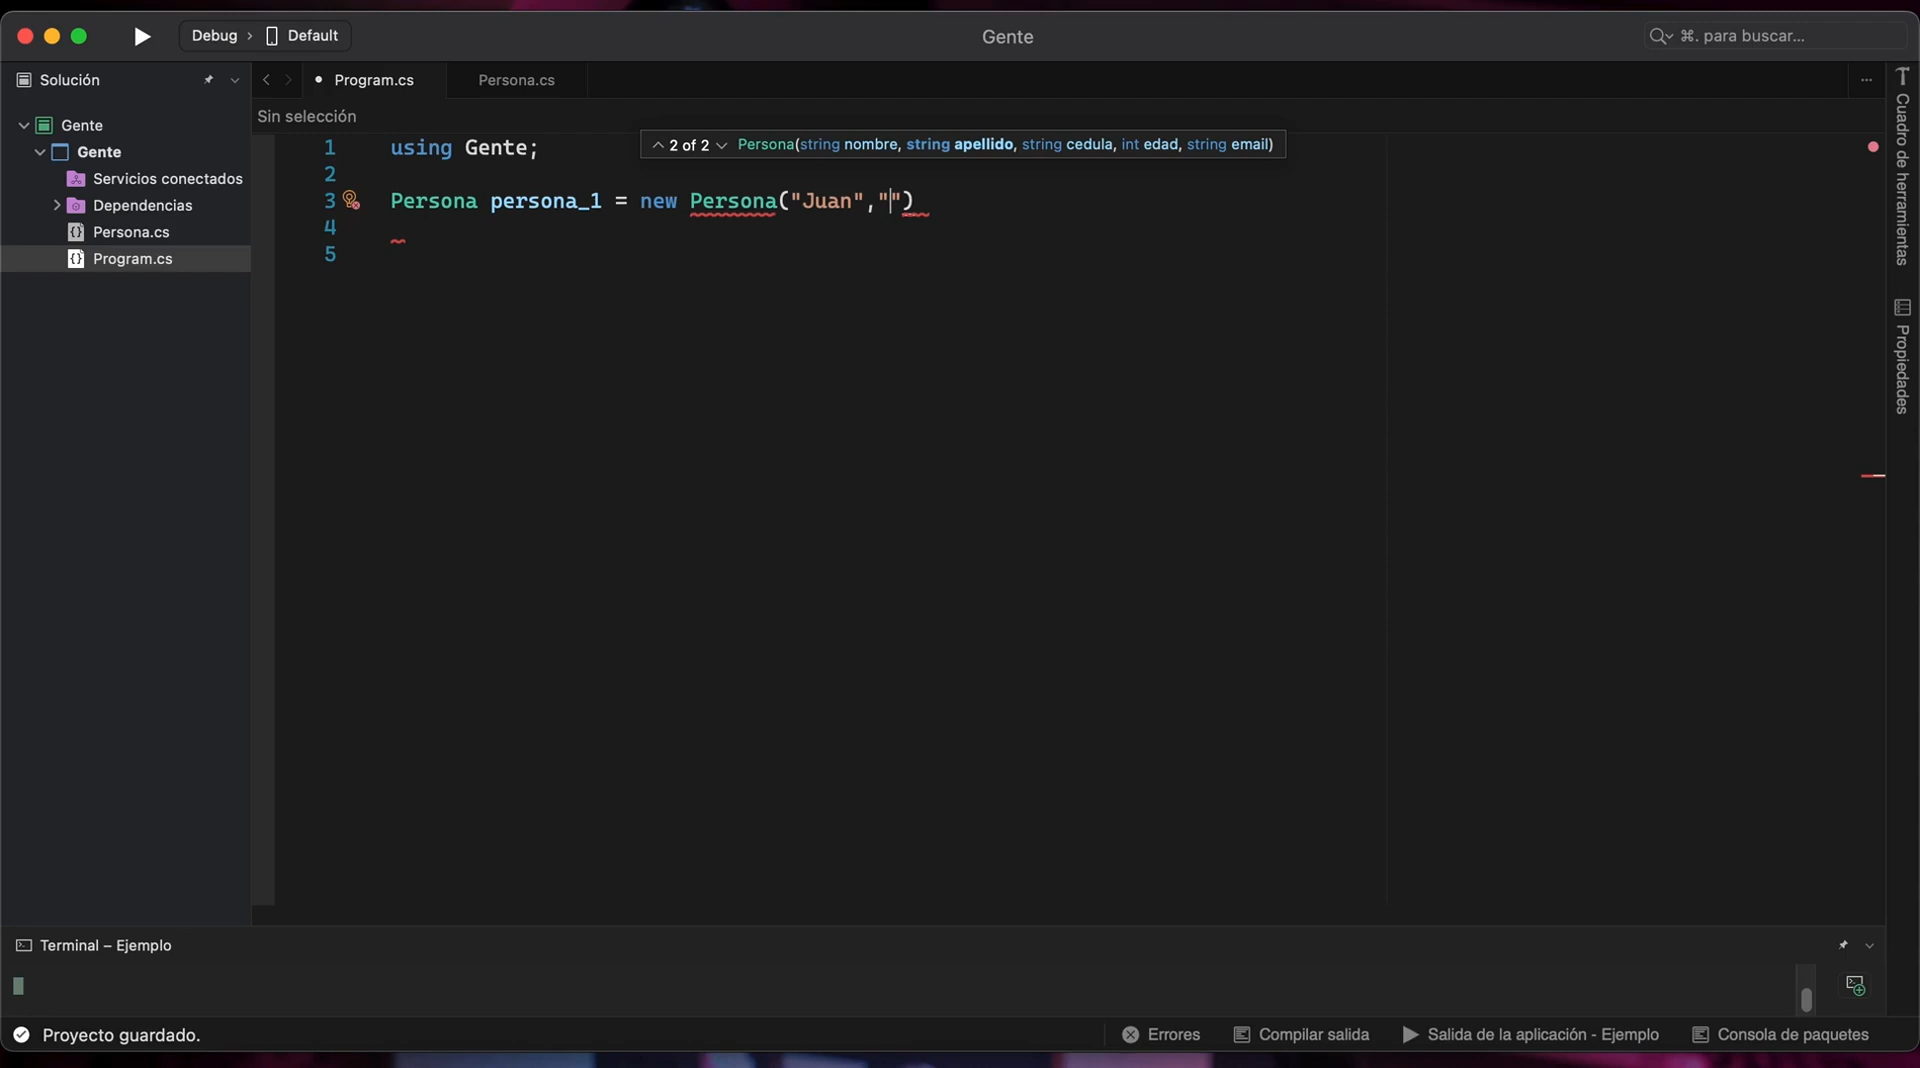 Debug › Default
Gente
⌘. para buscar...
Solución
Program.cs
Persona.cs
...
Gente
Gente
Servicios conectados
Dependencias
Persona.cs
Program.cs
Sin selección
2 of 2 Persona(string nombre, string apellido, string cedula, int edad, string email)
1 using Gente;
2
3 Persona persona_1 = new Persona("Juan","")
4
5
Cuadro de herramientas
Propiedades
Terminal – Ejemplo
Proyecto guardado.
Errores
Compilar salida
Salida de la aplicación - Ejemplo
Consola de paquetes